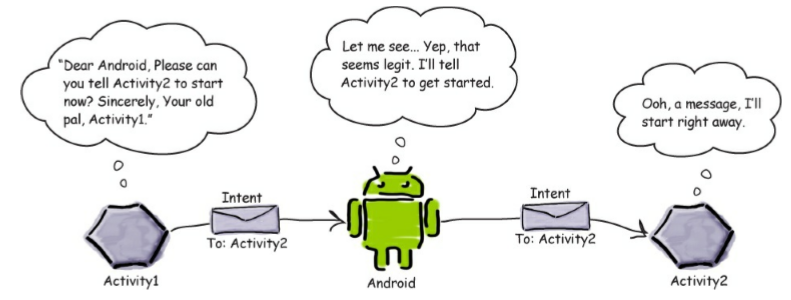 "Dear Android, Please can
you tell Activity2 to start
now? Sincerely, Your old
pal, Activity1."
Let me see... Yep, that
seems legit. I'll tell
Activity2 to get started.
Ooh, a message, I'll
start right away.
Intent
To: Activity2
Intent
To: Activity2
Activity1
Android
Activity2